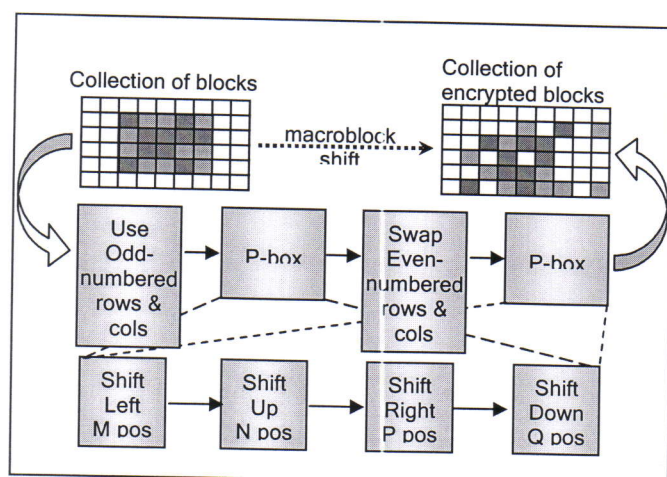 Collection of blocks
Collection of
encrypted blocks
macroblock
shift
Use
Odd-
numbered
rows &
cols
P-box
Swap
Even-
numbered
rows &
cols
P-box
Shift
Left
M pos
Shift
Up
N pos
Shift
Right
P pos
Shift
Down
Q pos